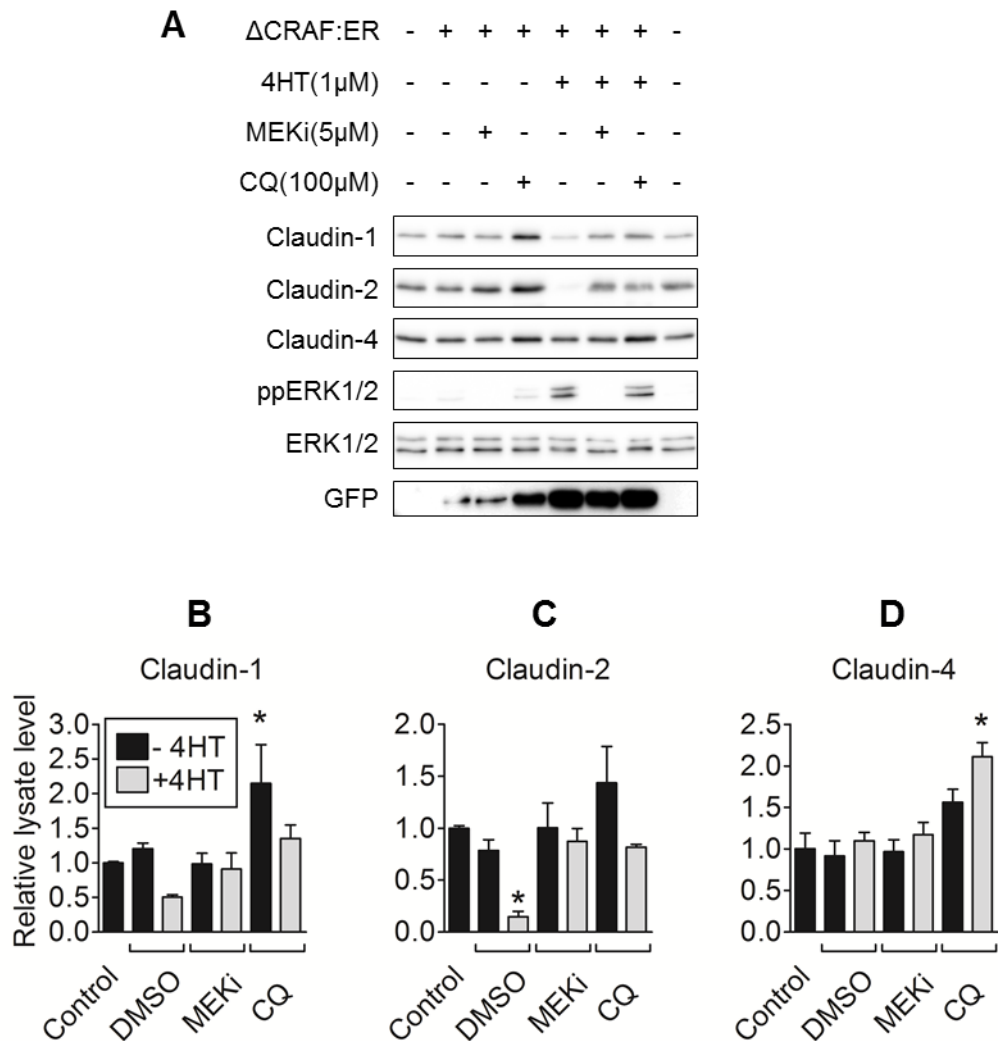 A
ΔCRAF:ER - + + + + + + -
4HT(1µM) - - - - + + + -
MEKi(5µM) - - + - - + - -
CQ(100µM) - - - + - - + -
Claudin-1
Claudin-2
Claudin-4
ppERK1/2
ERK1/2
GFP
B C D
Claudin-1 Claudin-2 Claudin-4
Relative lysate level
3.0
2.5
2.0
1.5
1.0
0.5
0.0
- 4HT
+4HT
*
Control DMSO MEKi CQ
2.0
1.5
1.0
0.5
0.0
*
Control DMSO MEKi CQ
2.5
2.0
1.5
1.0
0.5
0.0
*
Control DMSO MEKi CQ